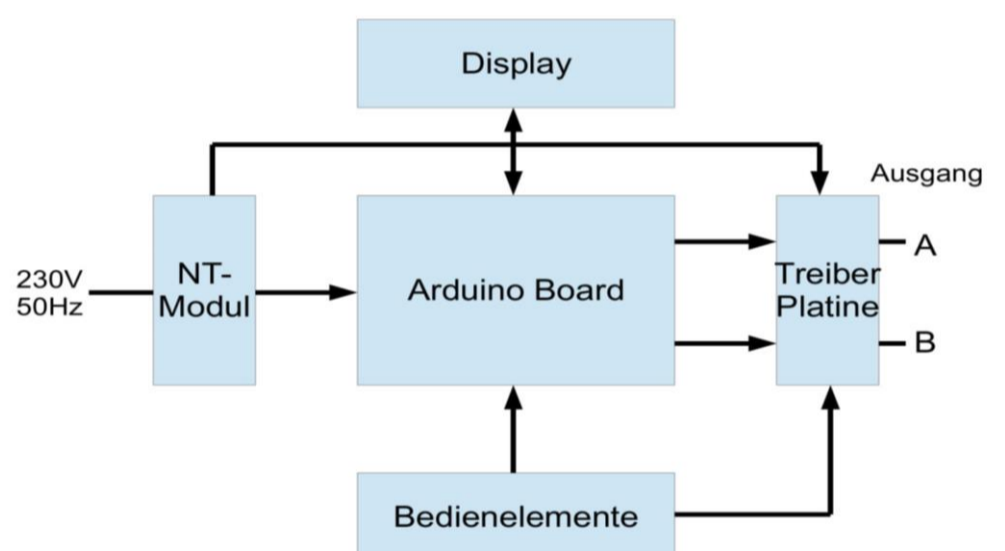 Display
Ausgang
230V
50Hz
NT-
Modul
Arduino Board
Treiber
Platine
A
B
Bedienelemente